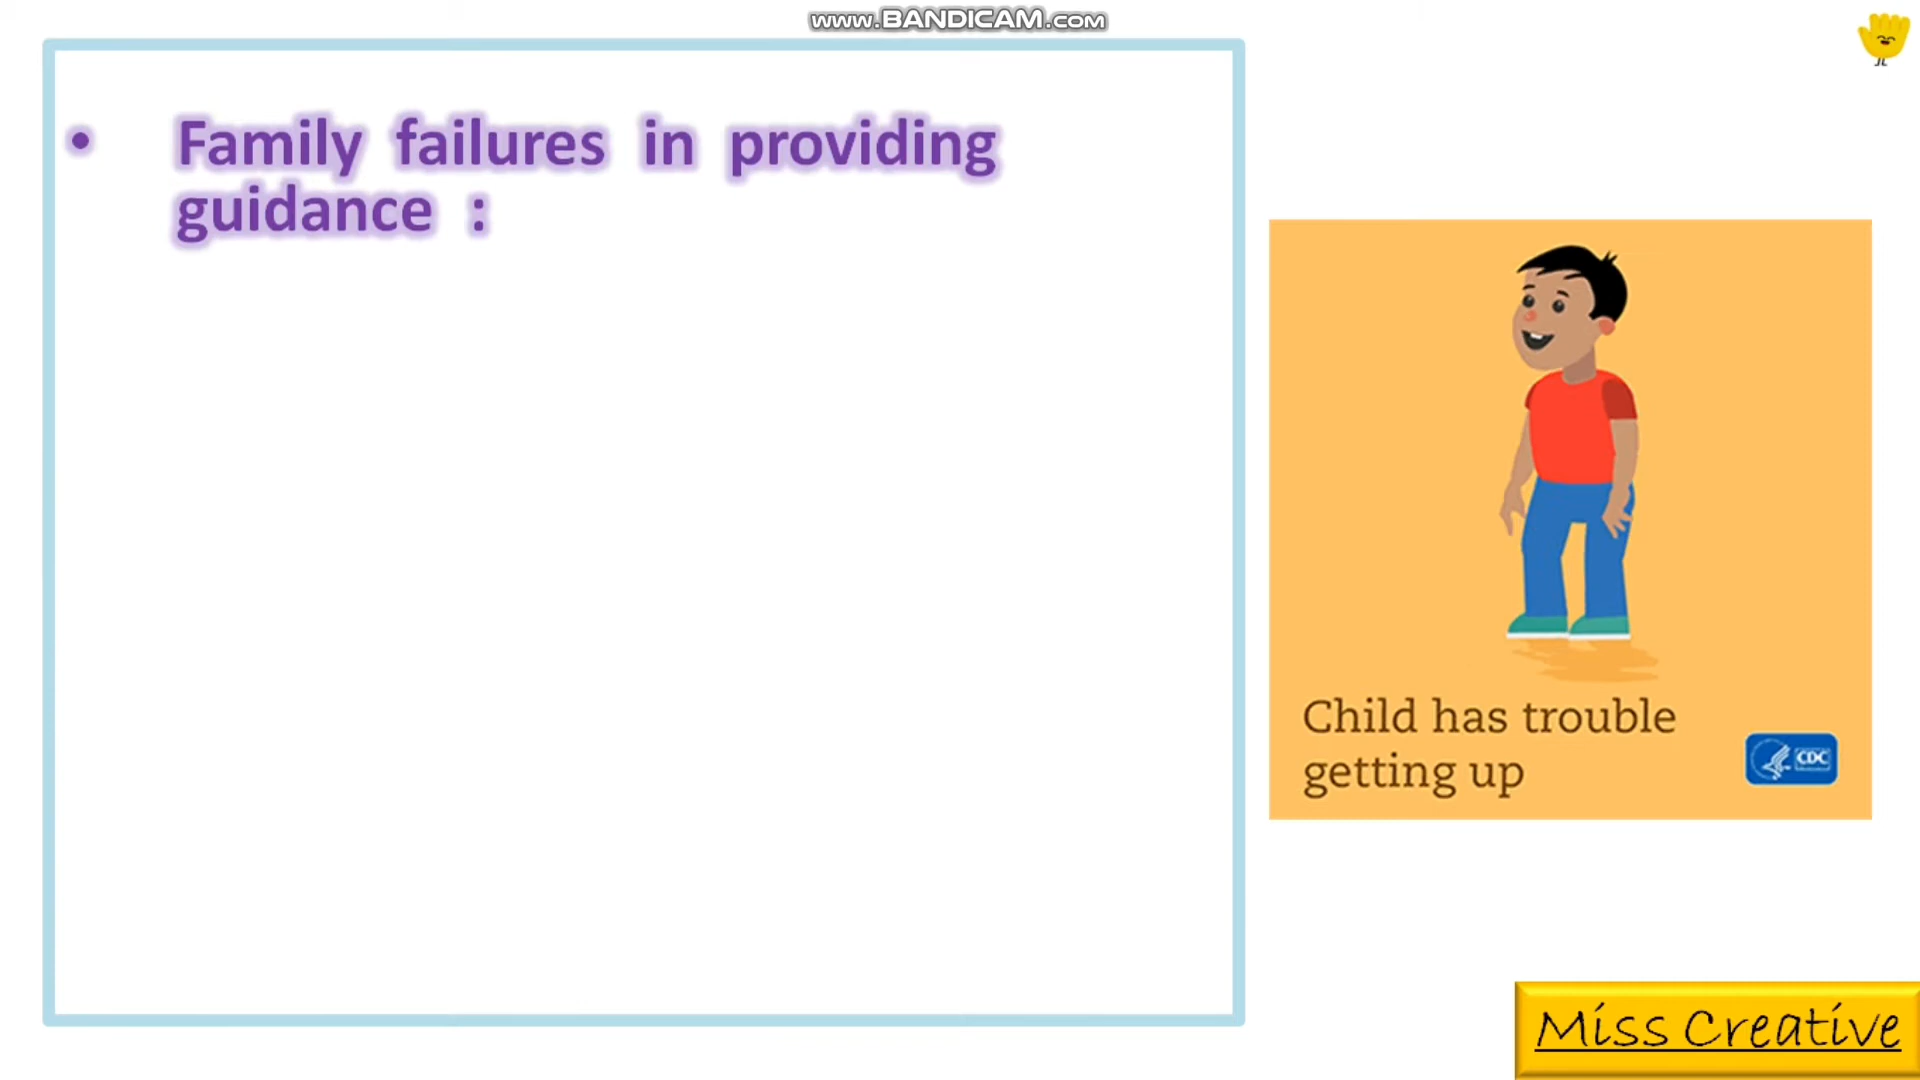 www.BANDICAM.com
• Family failures in providing
guidance :
Child has trouble
getting up
CDC
Miss Creative